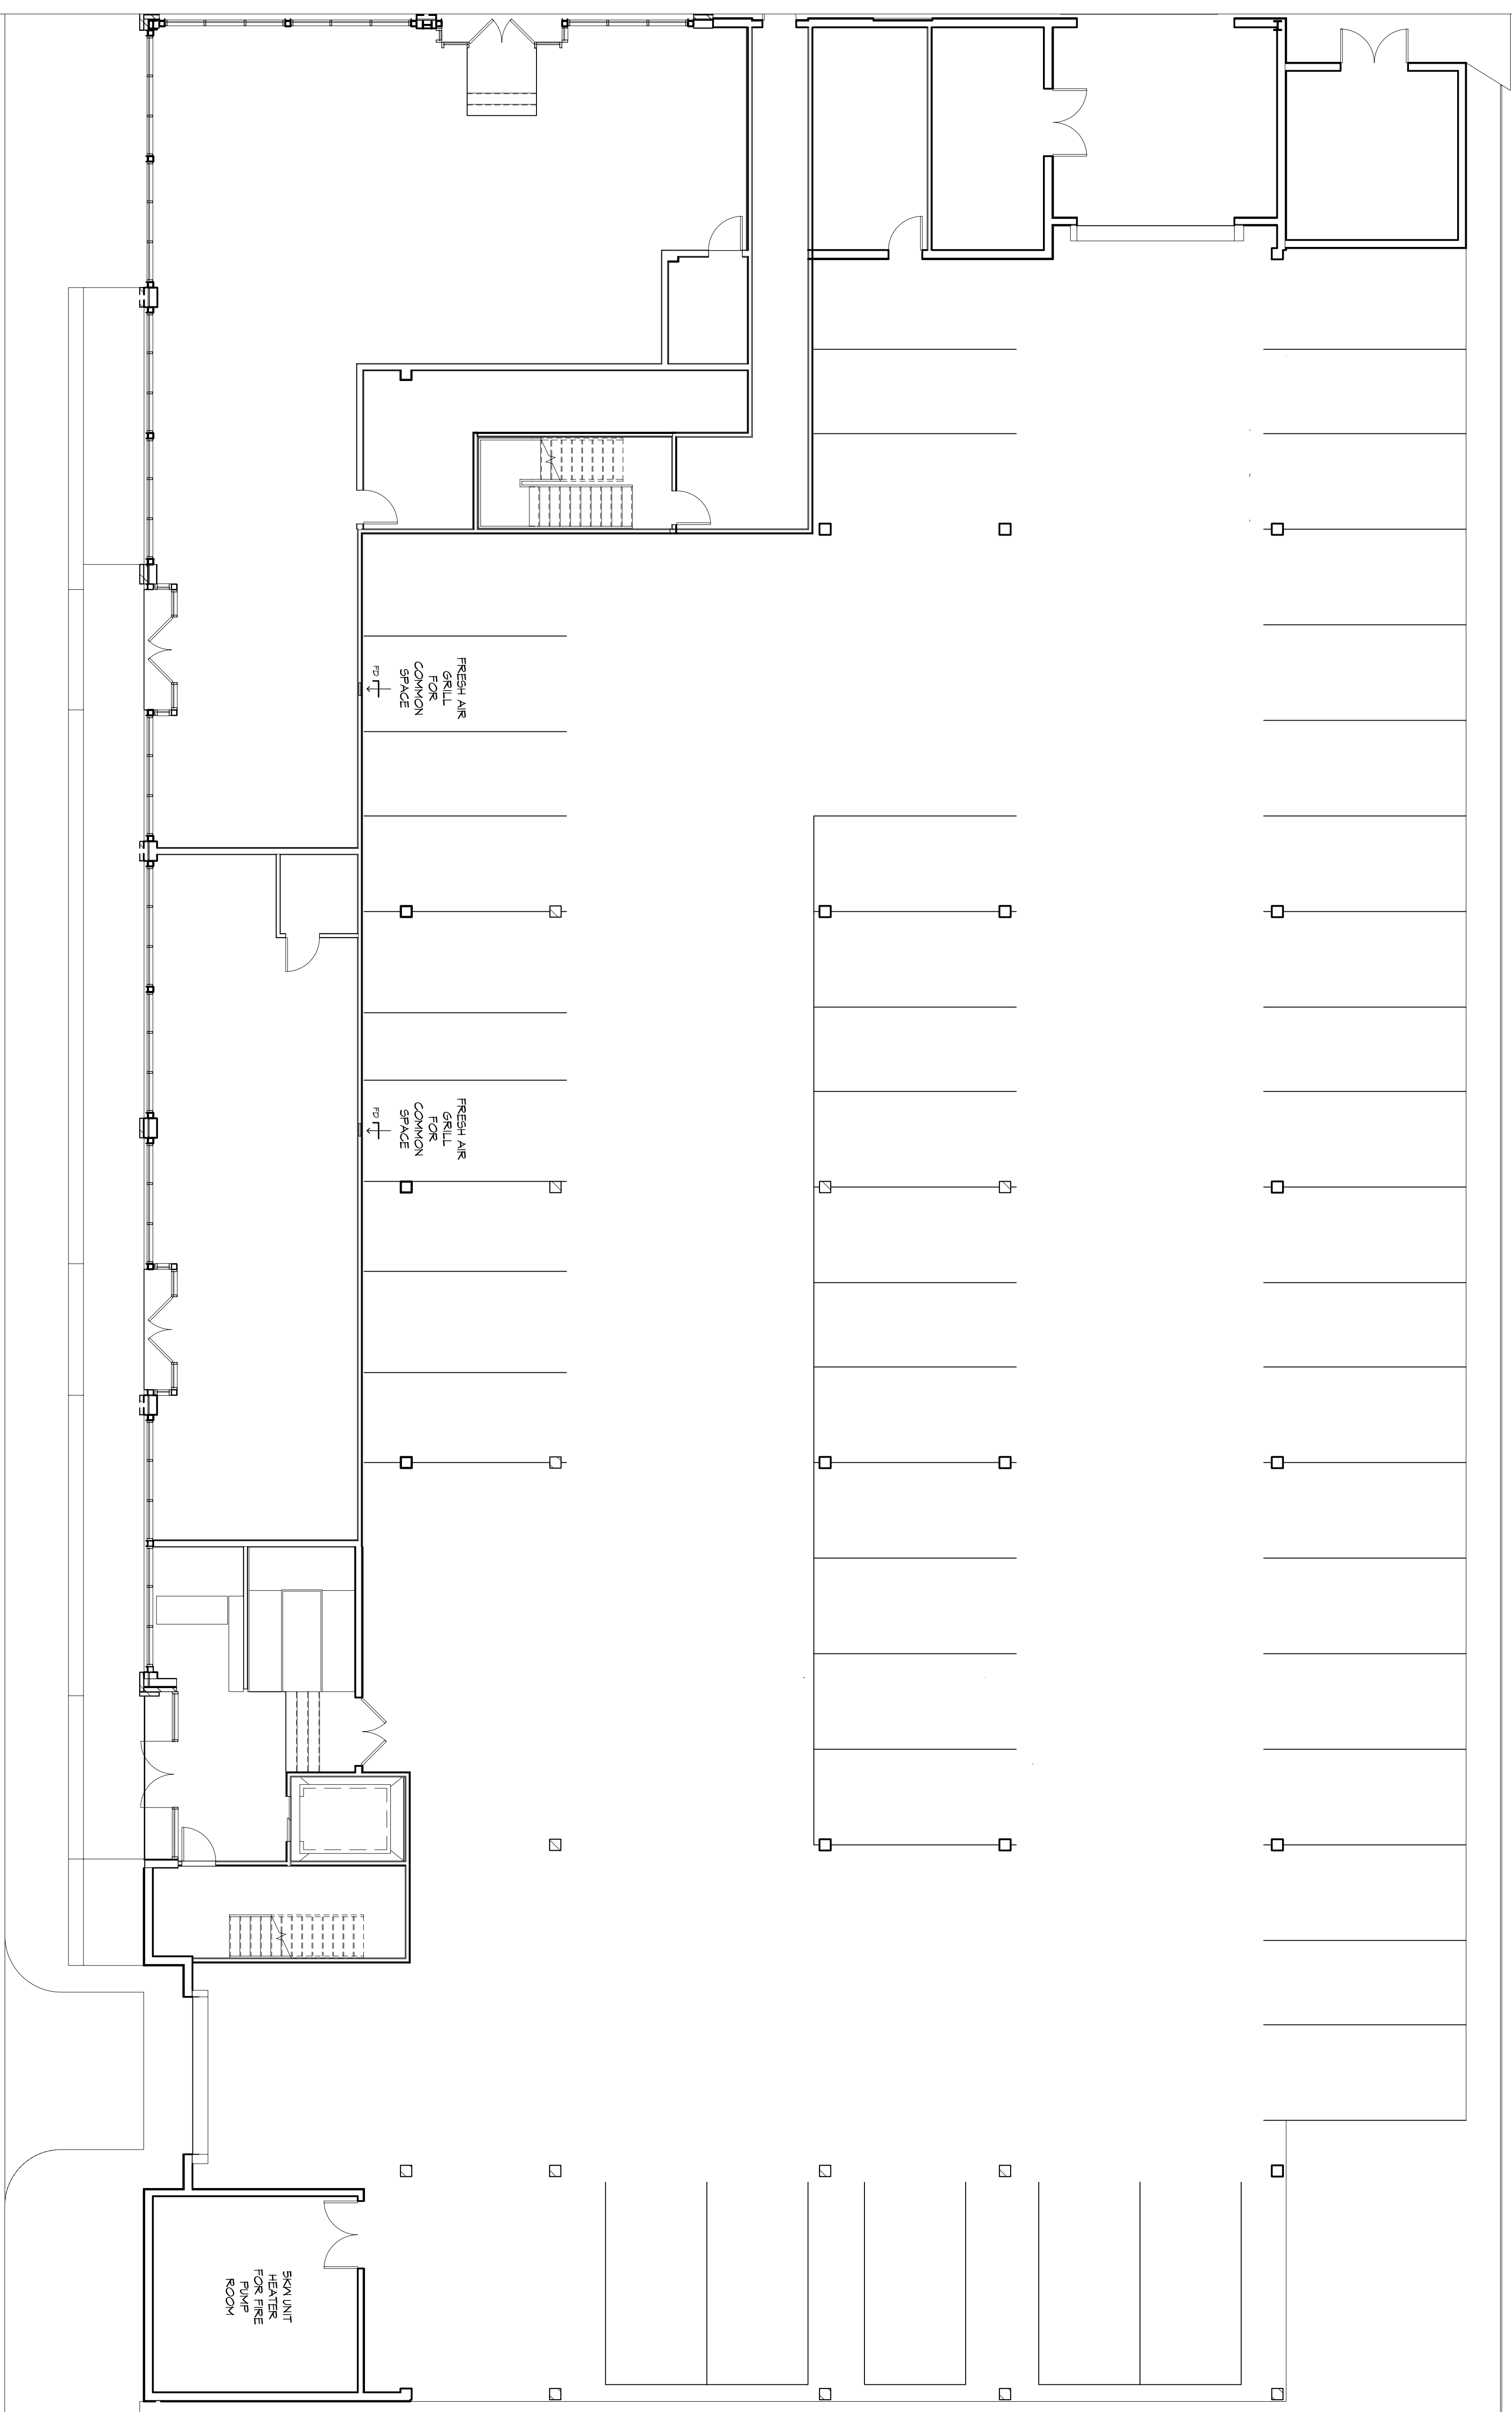 FRESH AIR
GRILL
FOR
COMMON
SPACE
FD
FRESH AIR
GRILL
FOR
COMMON
SPACE
FD
5KW UNIT
HEATER
FOR FIRE
PUMP
ROOM